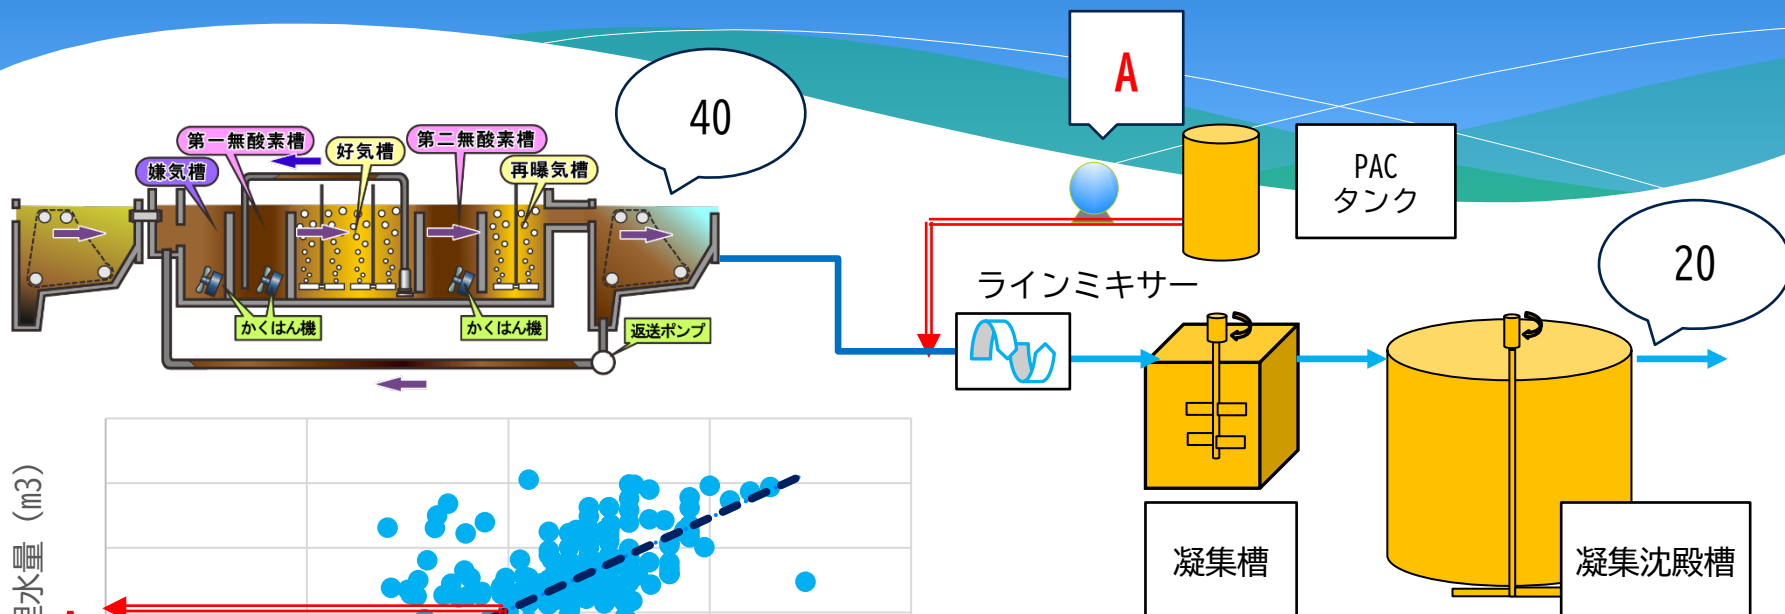 A
40
第一無酸素槽
第二無酸素槽
好気槽
嫌気槽
再曝気槽
PAC
タンク
20
ラインミキサー
かくはん機
かくはん機
返送ポンプ
水量 (m3)
凝集槽
凝集沈殿槽